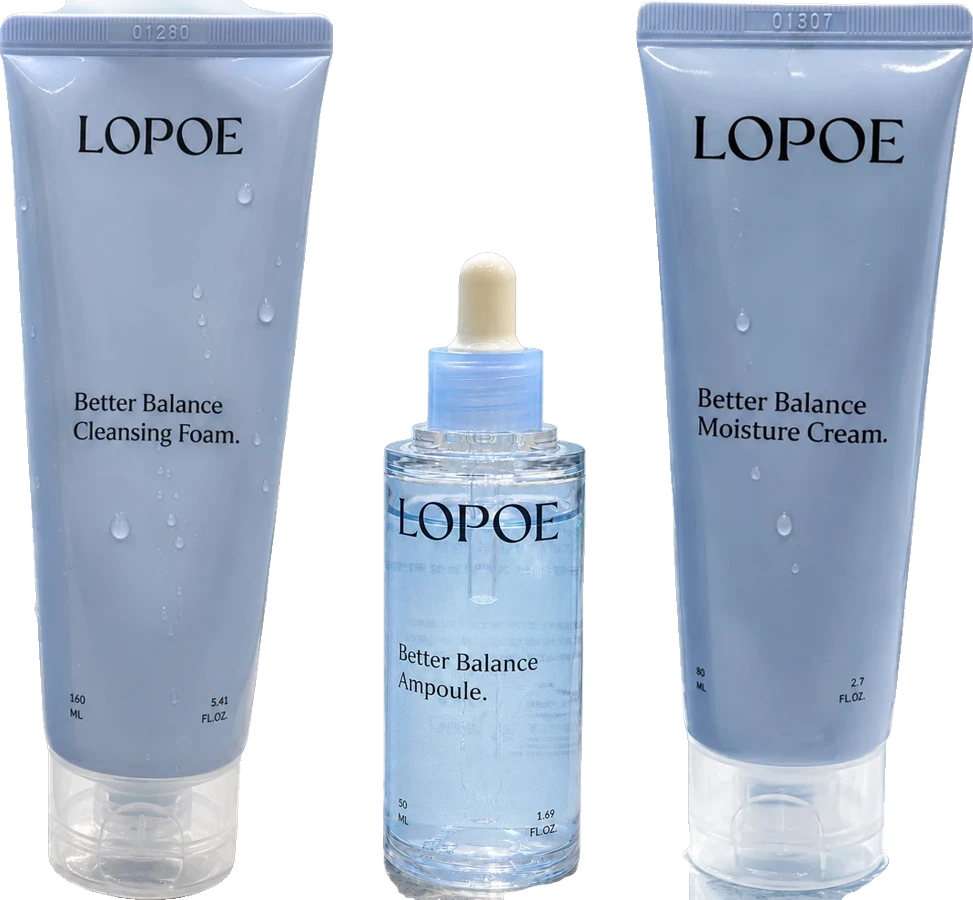 01280
LOPOE
Better Balance
Cleansing Foam.
160
ML
5.41
FL.OZ.
LOPOE
Better Balance
Ampoule.
50
ML
1.69
FL.OZ.
01307
LOPOE
Better Balance
Moisture Cream.
80
ML
2.7
FL.OZ.